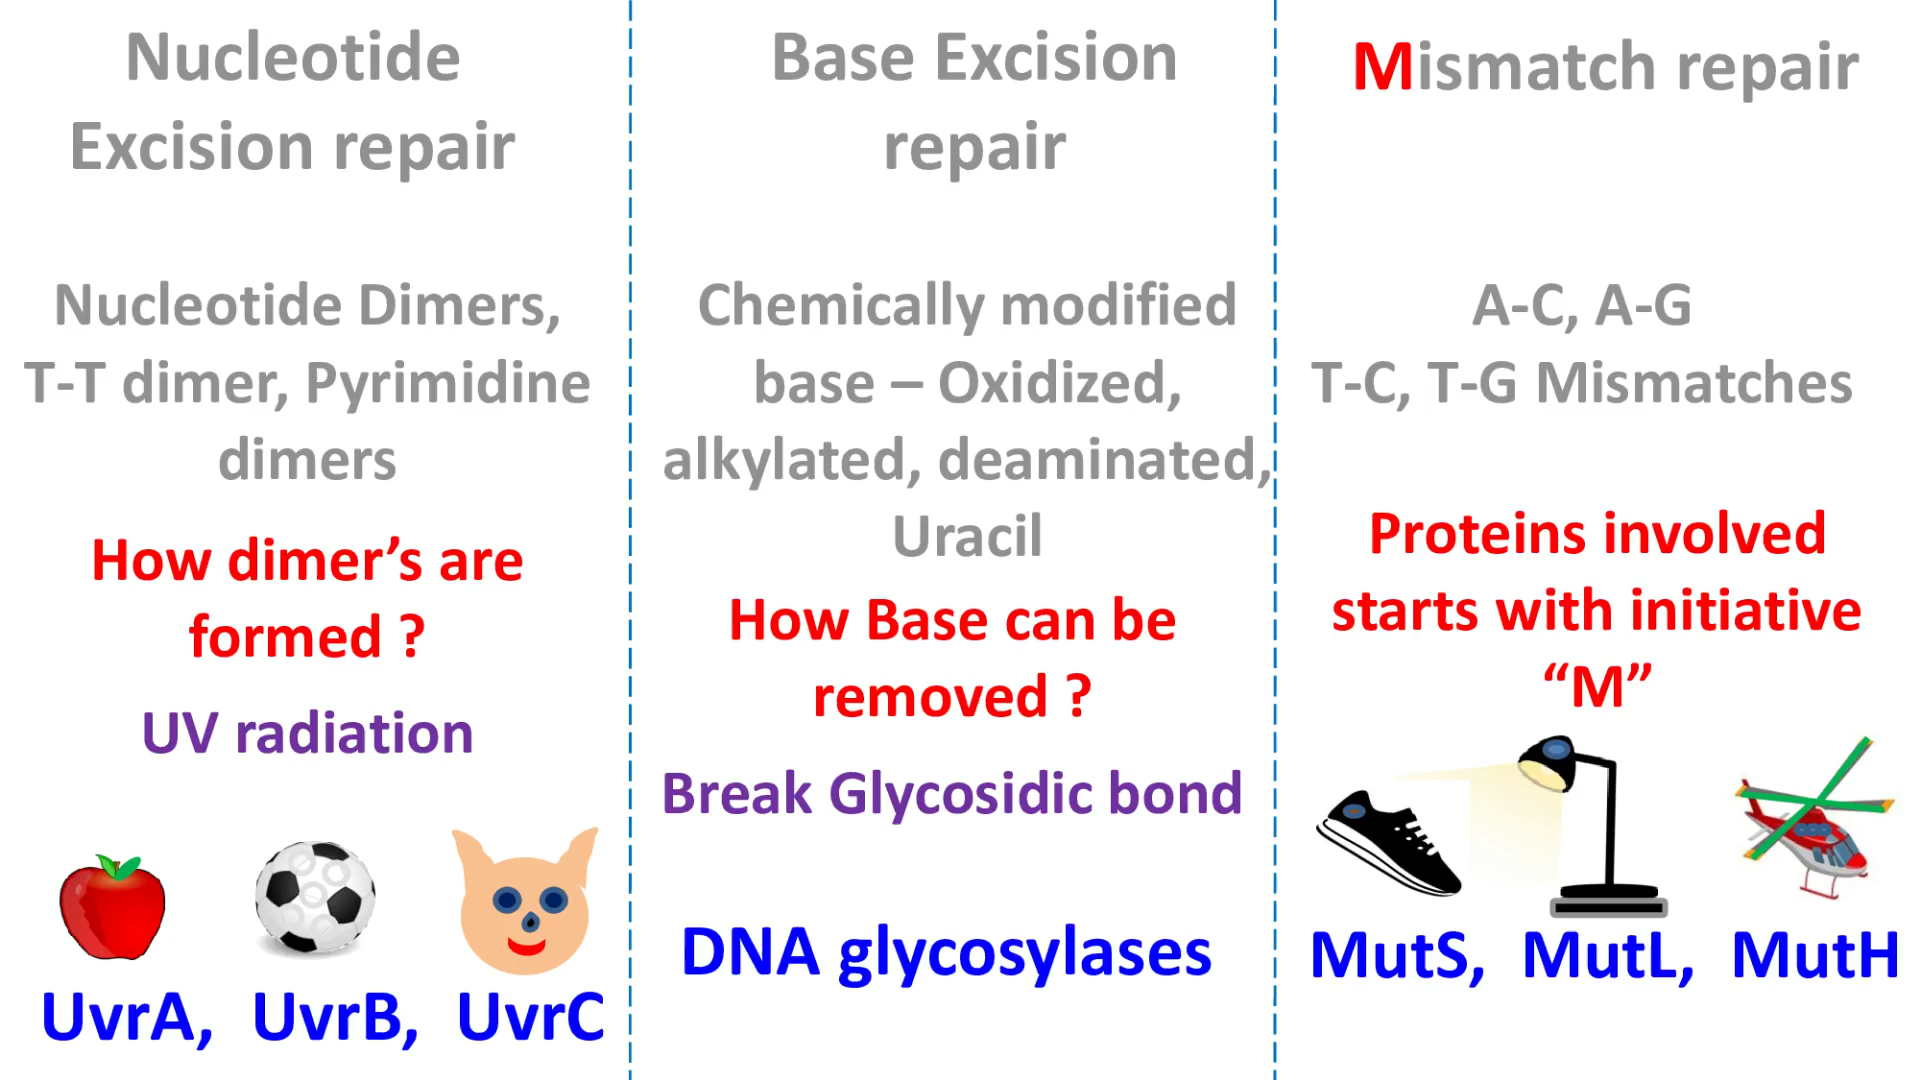 Nucleotide
Excision repair
Nucleotide Dimers,
T-T dimer, Pyrimidine
dimers
How dimer’s are
formed ?
UV radiation
UvrA, UvrB, UvrC
Base Excision
repair
Chemically modified
base – Oxidized,
alkylated, deaminated,
Uracil
How Base can be
removed ?
Break Glycosidic bond
DNA glycosylases
Mismatch repair
A-C, A-G
T-C, T-G Mismatches
Proteins involved
starts with initiative
“M”
MutS, MutL, MutH